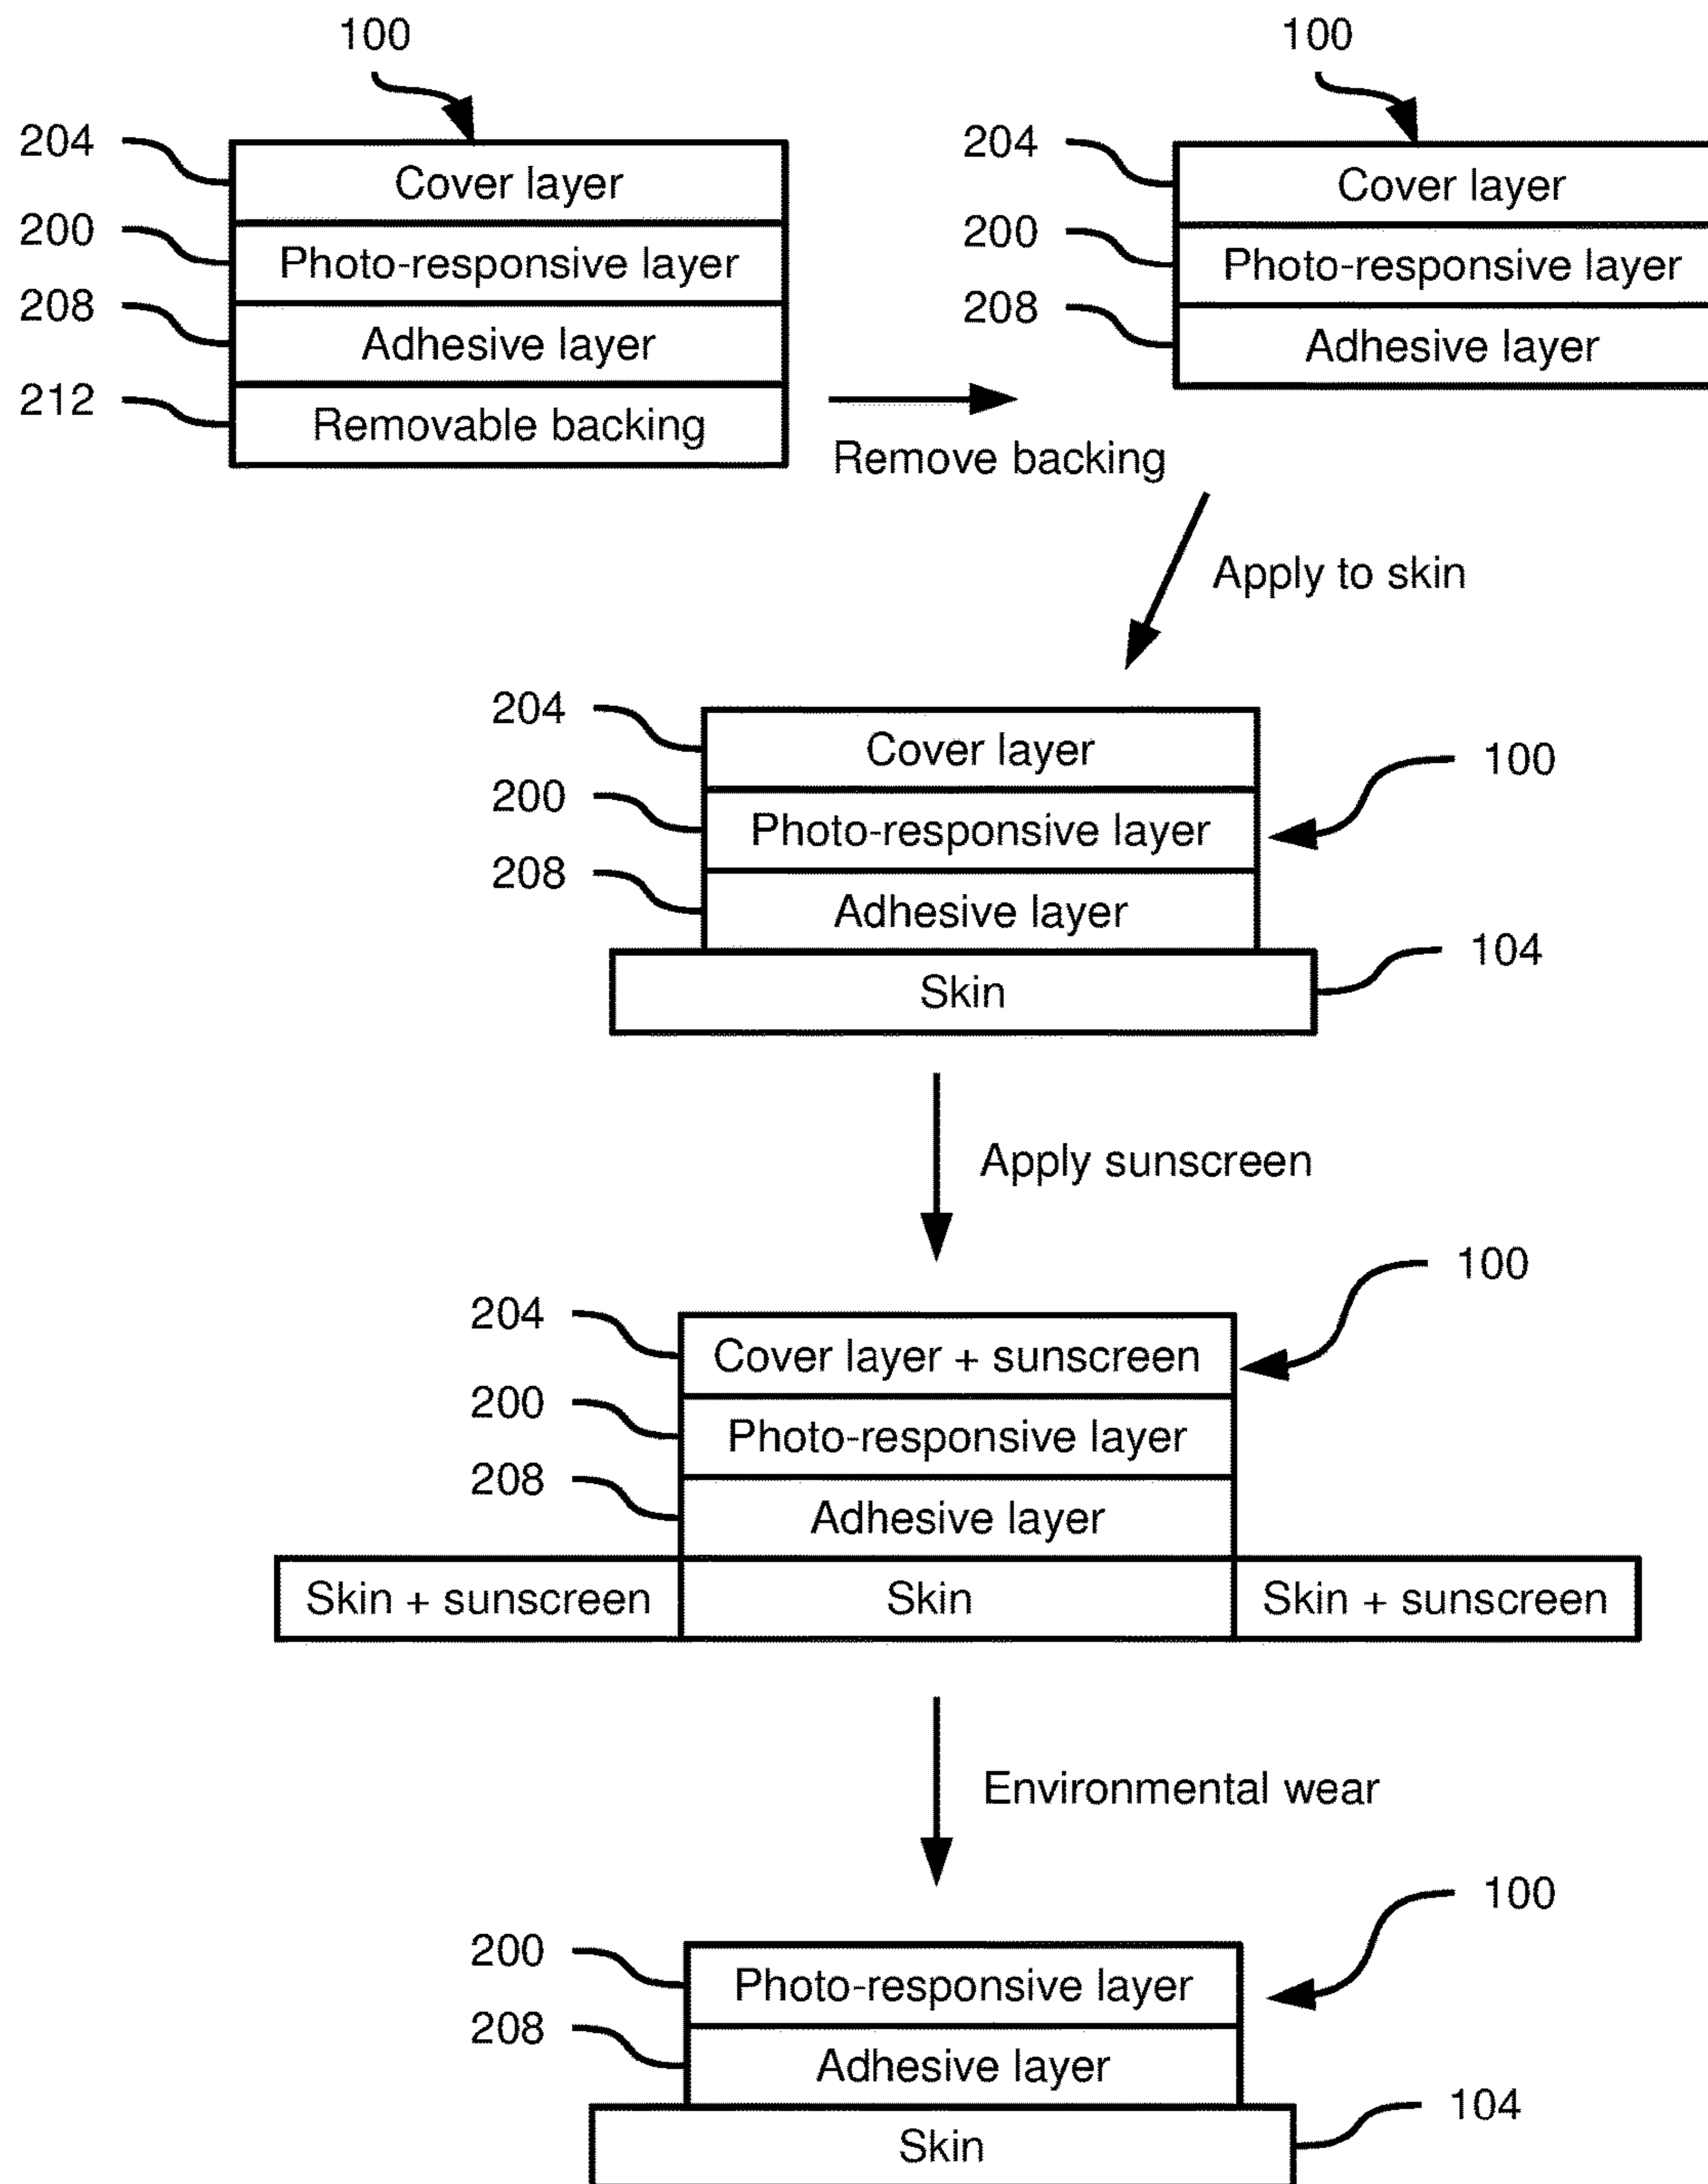 100
204
Cover layer
200
Photo-responsive layer
208
Adhesive layer
212
Removable backing
Remove backing
100
204
Cover layer
200
Photo-responsive layer
208
Adhesive layer
Apply to skin
204
Cover layer
200
Photo-responsive layer
100
208
Adhesive layer
Skin
104
Apply sunscreen
204
Cover layer + sunscreen
100
200
Photo-responsive layer
208
Adhesive layer
Skin + sunscreen
Skin
Skin + sunscreen
Environmental wear
200
Photo-responsive layer
100
208
Adhesive layer
Skin
104